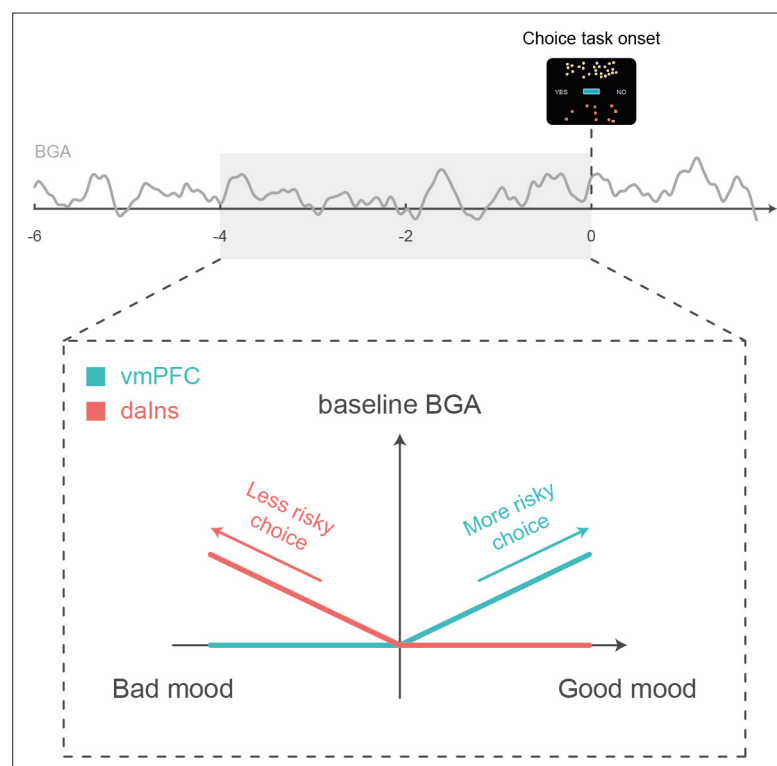 Choice task onset
YES
NO
BGA
-6
-4
-2
0
vmPFC
daIns
baseline BGA
Less risky
choice
More risky
choice
Bad mood
Good mood